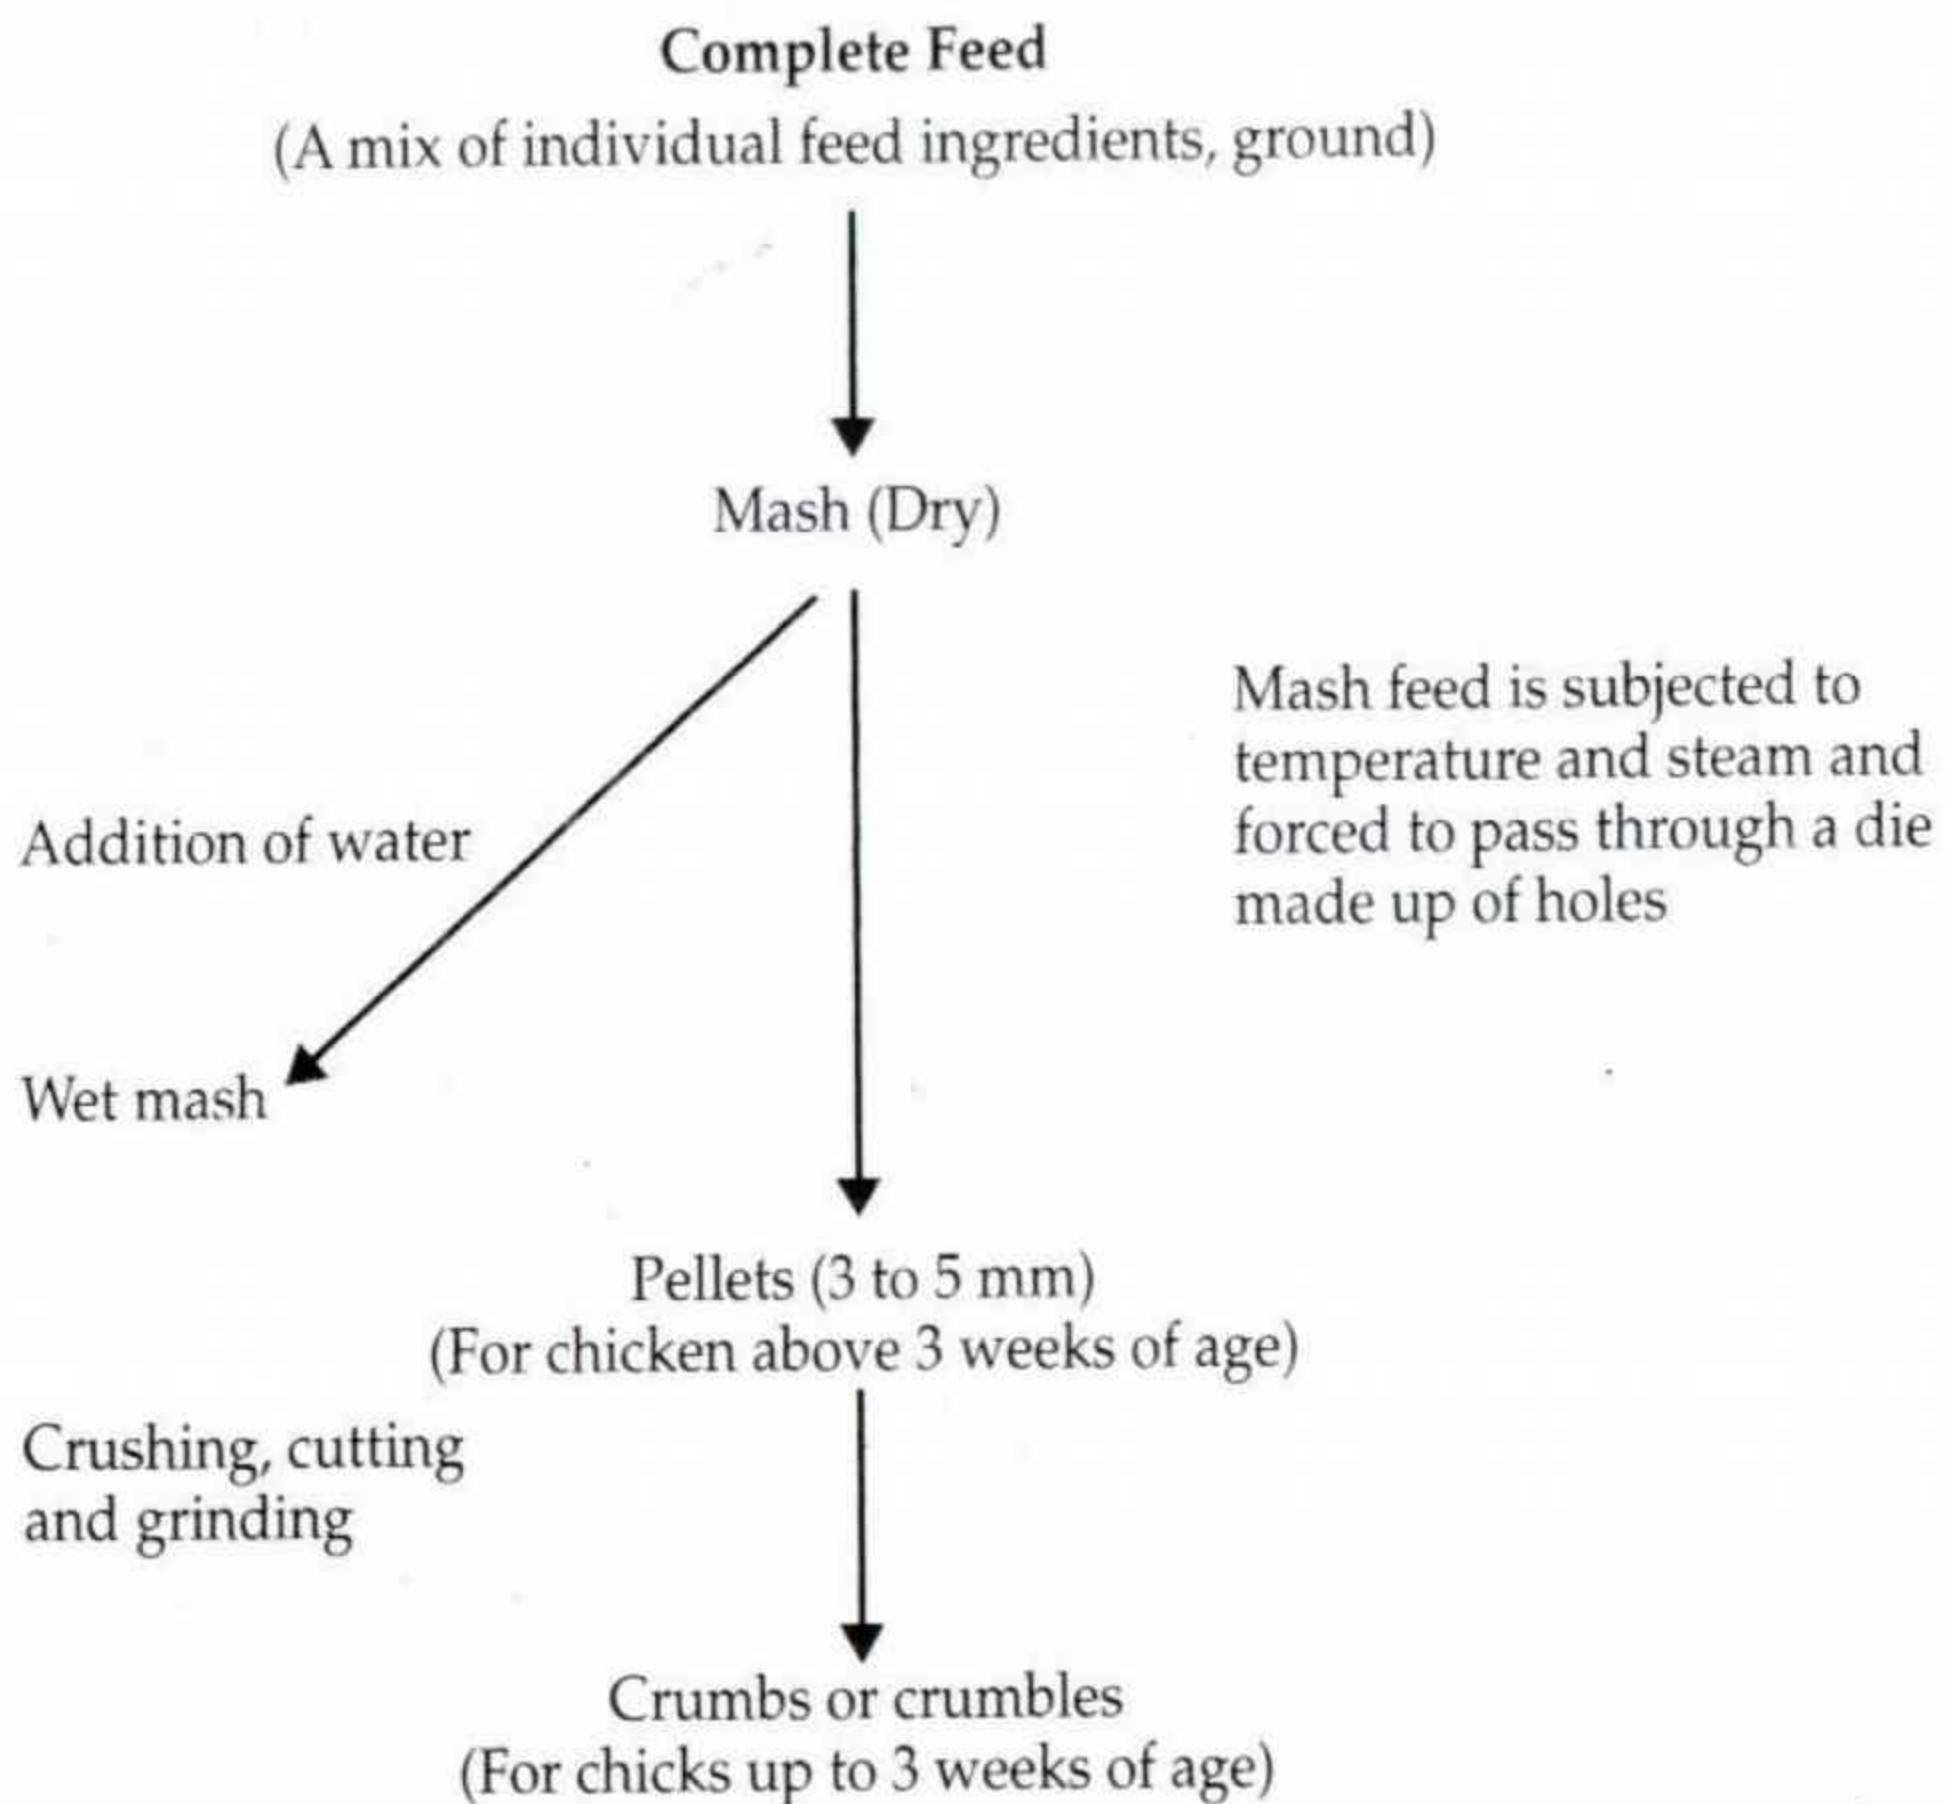 Complete Feed
(A mix of individual feed ingredients, ground)
Mash (Dry)
Mash feed is subjected to
temperature and steam and
forced to pass through a die
made up of holes
Addition of water
Wet mash
Pellets (3 to 5 mm)
(For chicken above 3 weeks of age)
Crushing, cutting
and grinding
Crumbs or crumbles
(For chicks up to 3 weeks of age)